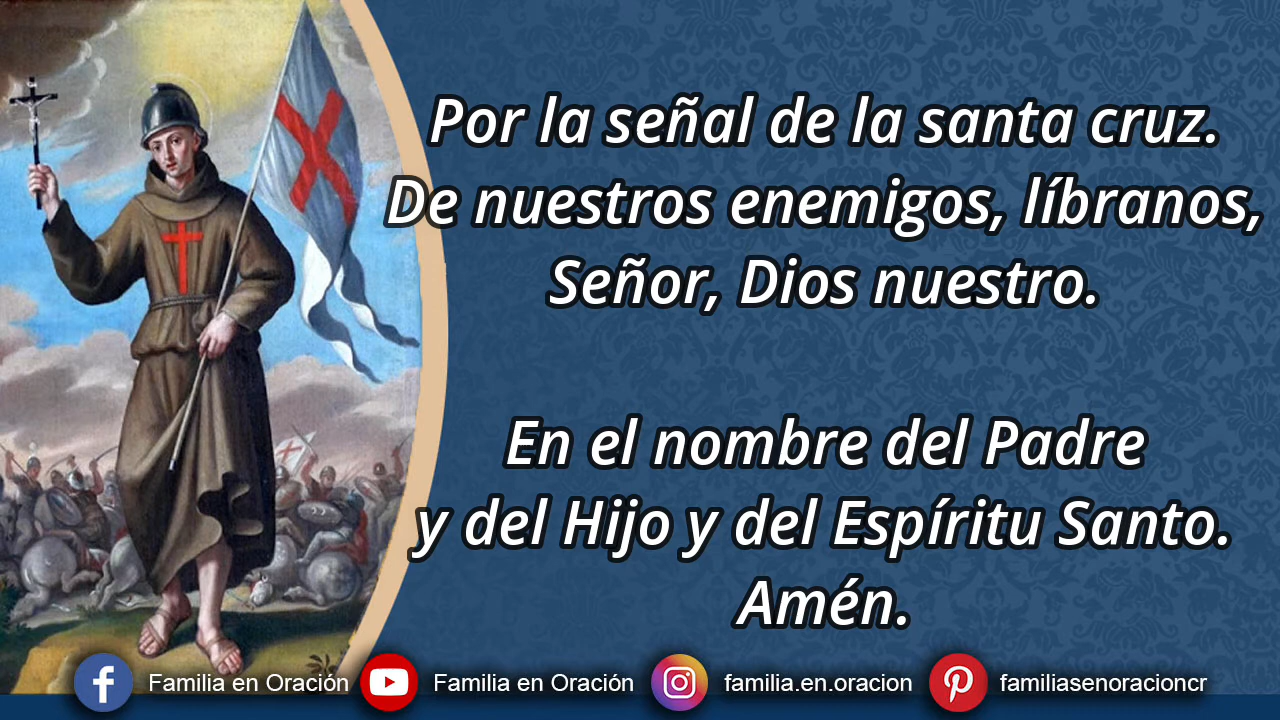 Por la señal de la santa cruz.
De nuestros enemigos, líbranos,
Señor, Dios nuestro.
En el nombre del Padre
y del Hijo y del Espíritu Santo.
Amén.
Familia en Oración
Familia en Oración
familia.en.oracion
familiasenoracioncr